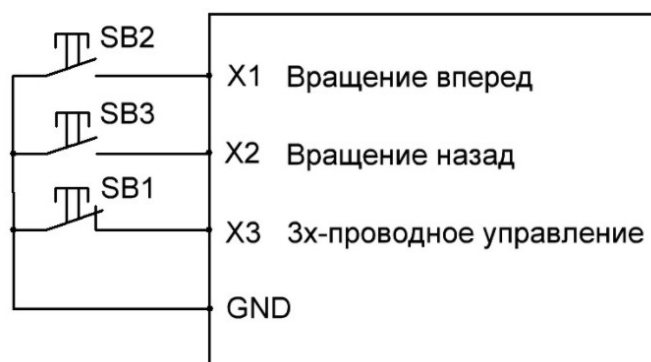 SB2
X1 Вращение вперед
SB3
X2 Вращение назад
SB1
X3 3х-проводное управление
GND